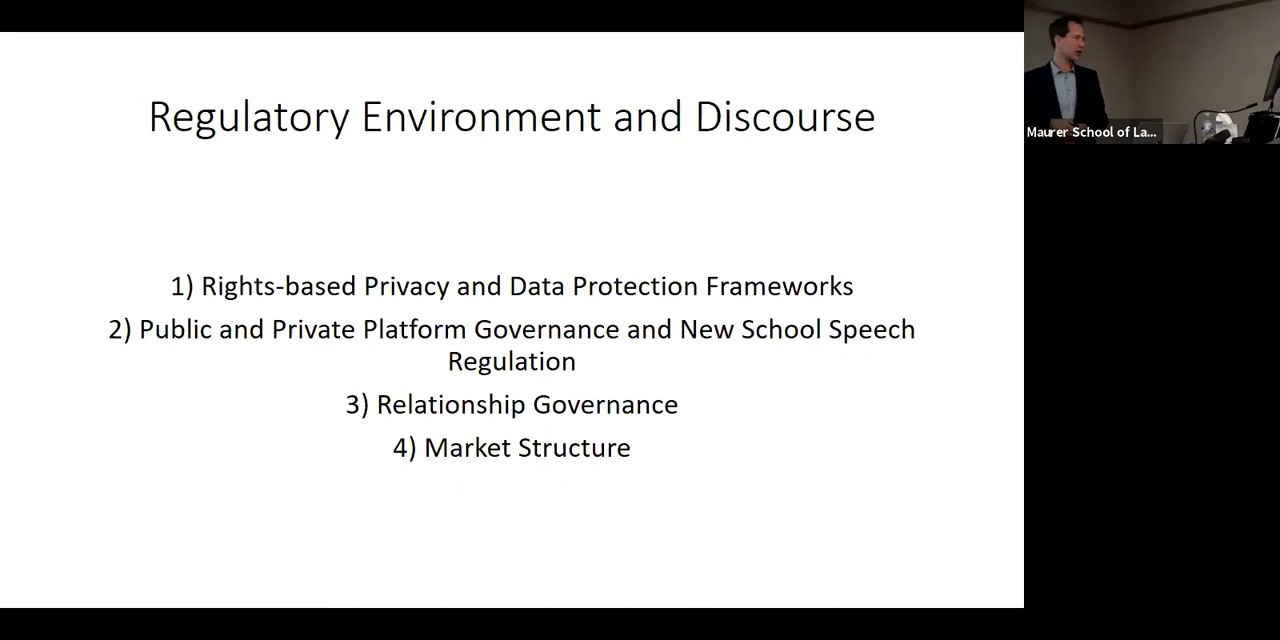 Regulatory Environment and Discourse
1) Rights-based Privacy and Data Protection Frameworks
2) Public and Private Platform Governance and New School Speech
Regulation
3) Relationship Governance
4) Market Structure
Maurer School of La...